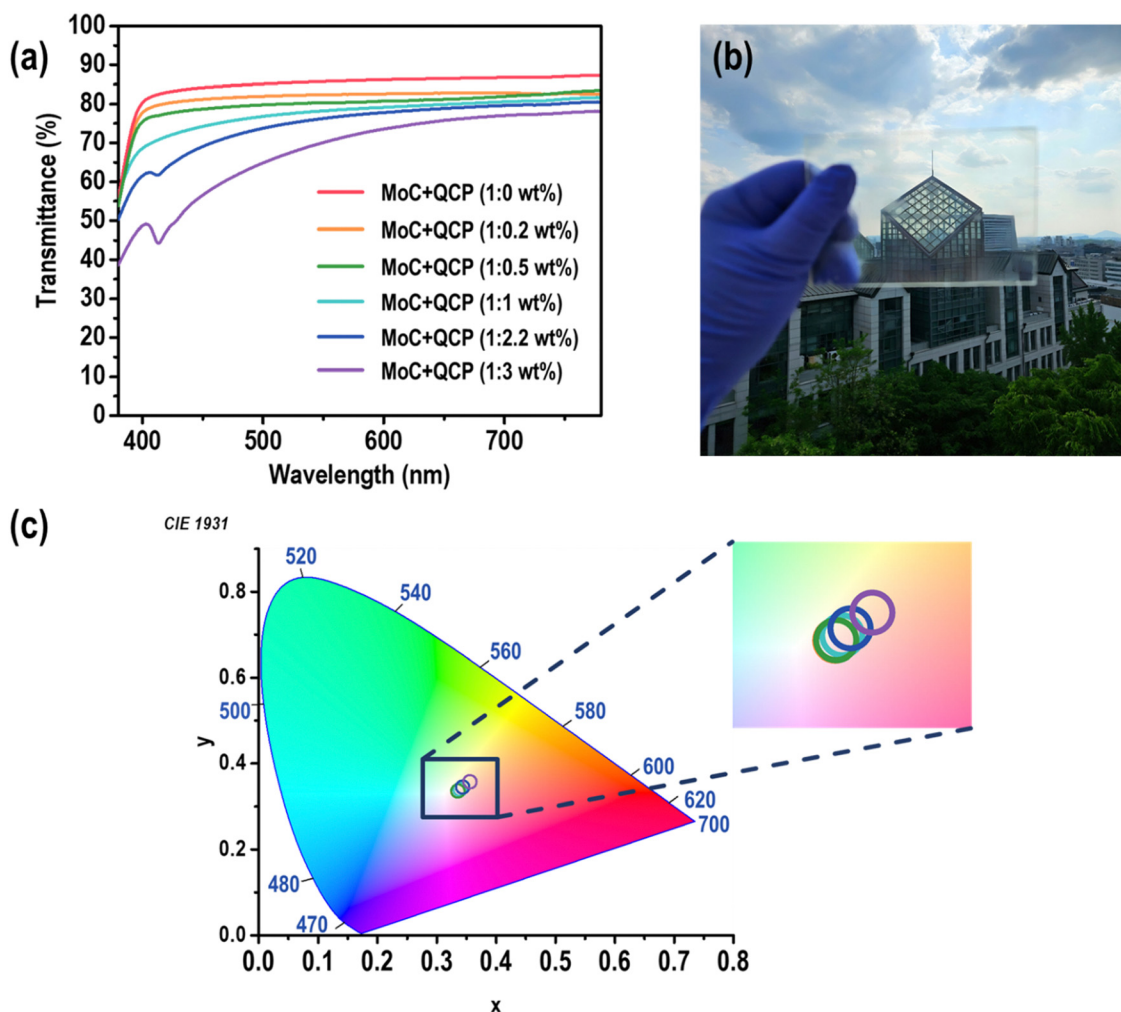 (a)
100
90
80
70
60
50
40
30
20
10
0
Transmittance (%)
400
500
600
700
Wavelength (nm)
MoC+QCP (1:0 wt%)
MoC+QCP (1:0.2 wt%)
MoC+QCP (1:0.5 wt%)
MoC+QCP (1:1 wt%)
MoC+QCP (1:2.2 wt%)
MoC+QCP (1:3 wt%)
(b)
(c)
CIE 1931
0.8
0.6
0.4
0.2
0.0
y
0.0
0.1
0.2
0.3
0.4
0.5
0.6
0.7
0.8
x
520
540
560
500
580
600
620
700
480
470